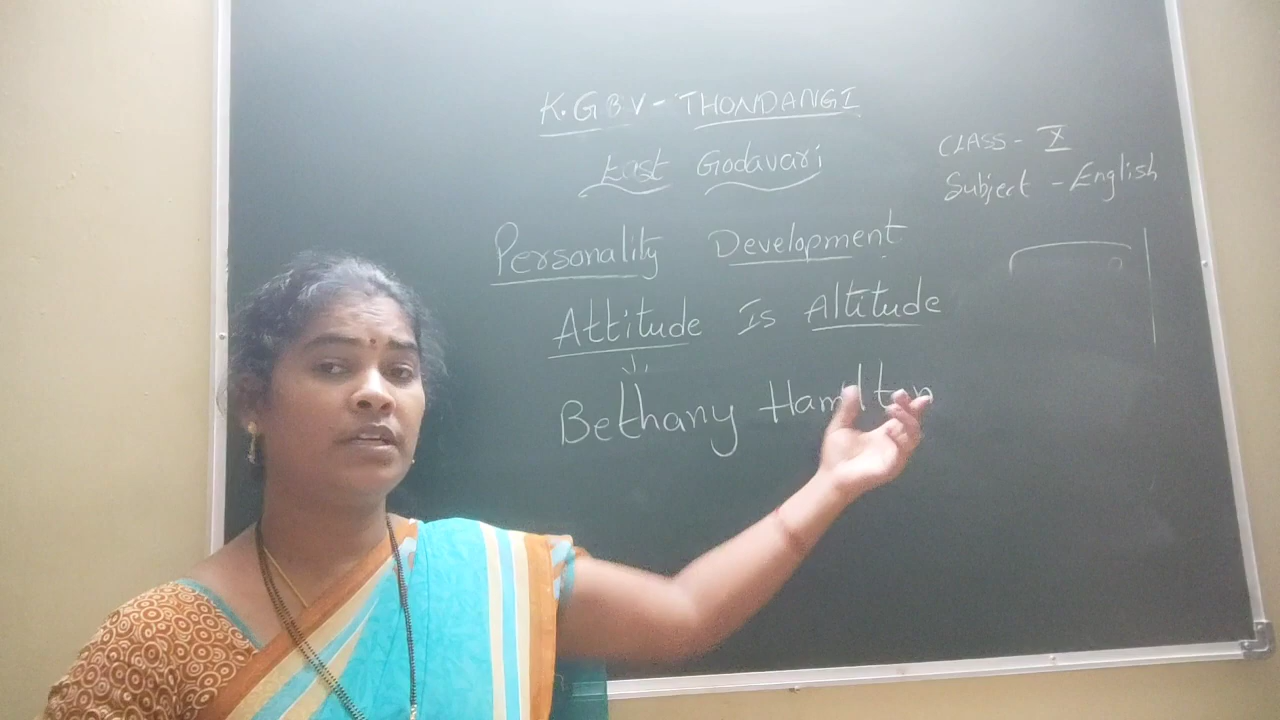 K.G.B.V - THONDANGI
East Godavari
CLASS - X
Subject - English
Personality Development
Attitude Is Altitude
Bethany Hamilton